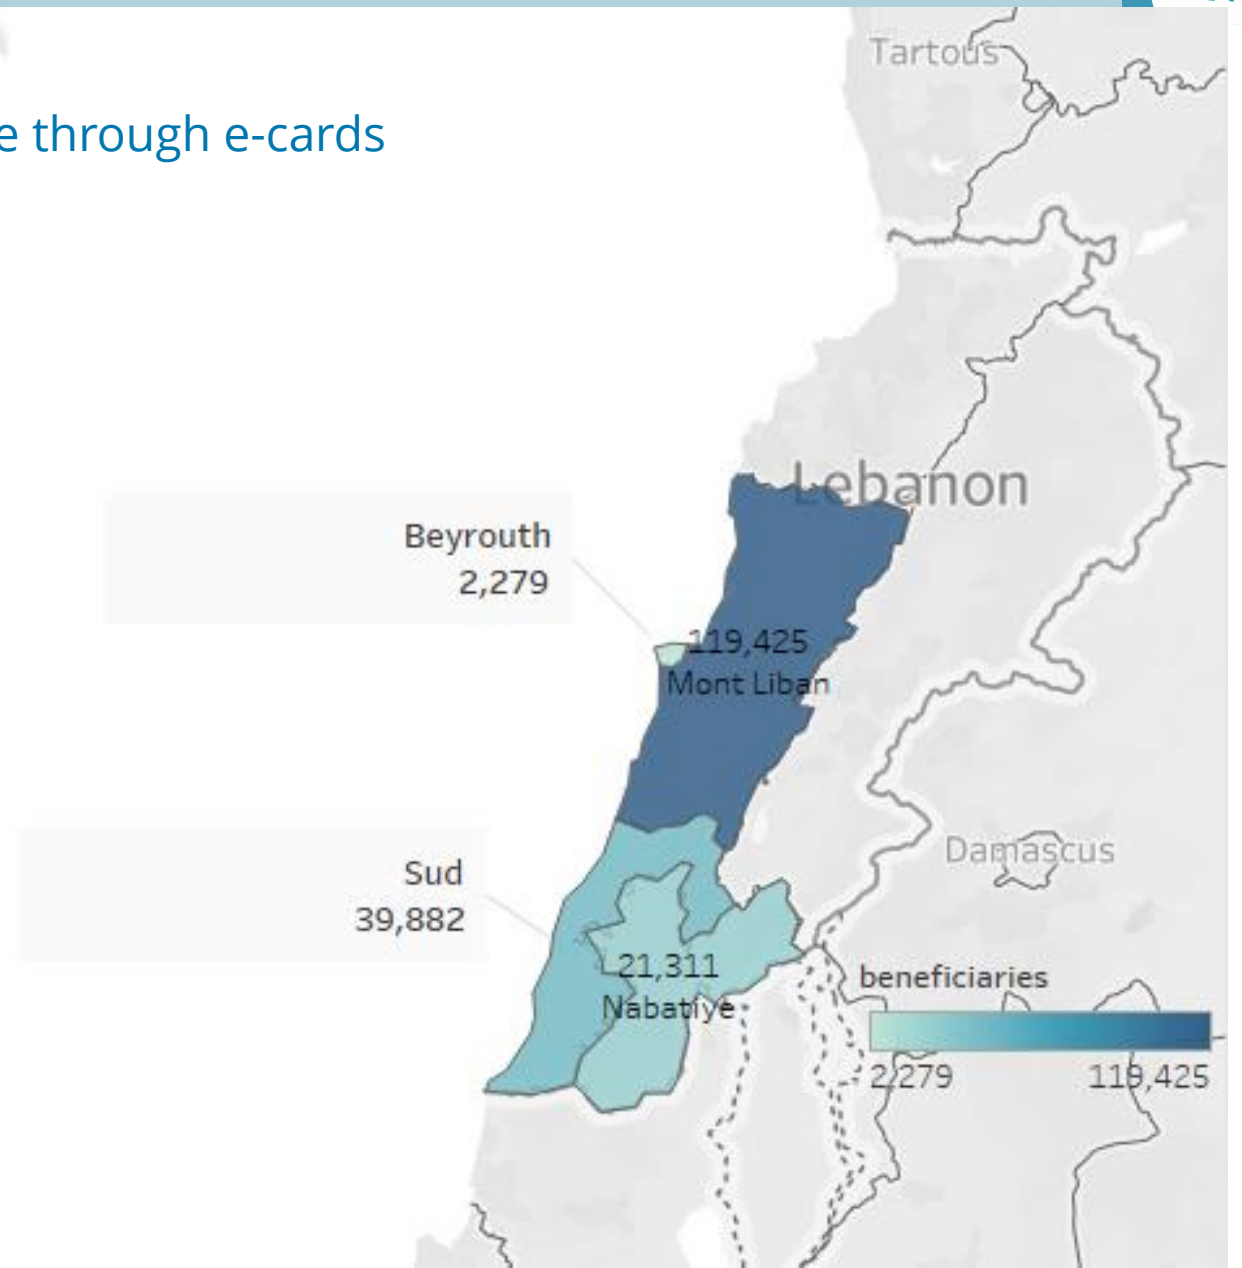 Tartous
e through e-cards
Lebanon
Beyrouth
2,279
119,425
Mont Liban
Damascus
Sud
39,882
21,311
Nabatiye
beneficiaries
2,279
119,425